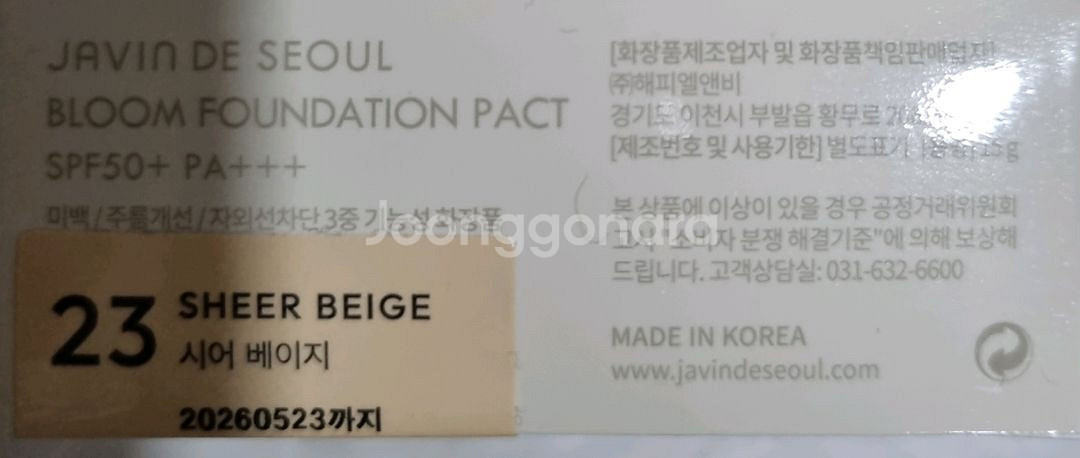 JAVIN DE SEOUL
BLOOM FOUNDATION PACT
SPF50+ PA+++
미백 / 주름개선 / 자외선차단 3중 기능성 화장품
23 SHEER BEIGE
시어 베이지
20260523까지
[화장품제조업자 및 화장품책임판매업자]
㈜해피엘앤비
경기도 이천시 부발읍 황무로
[제조번호 및 사용기한] 별도표기 [용량] 15g
본 상품에 이상이 있을 경우 공정거래위원회
고시 "소비자 분쟁 해결기준"에 의해 보상해
드립니다. 고객상담실: 031-632-6600
MADE IN KOREA
www.javindeseoul.com
Joonggonara